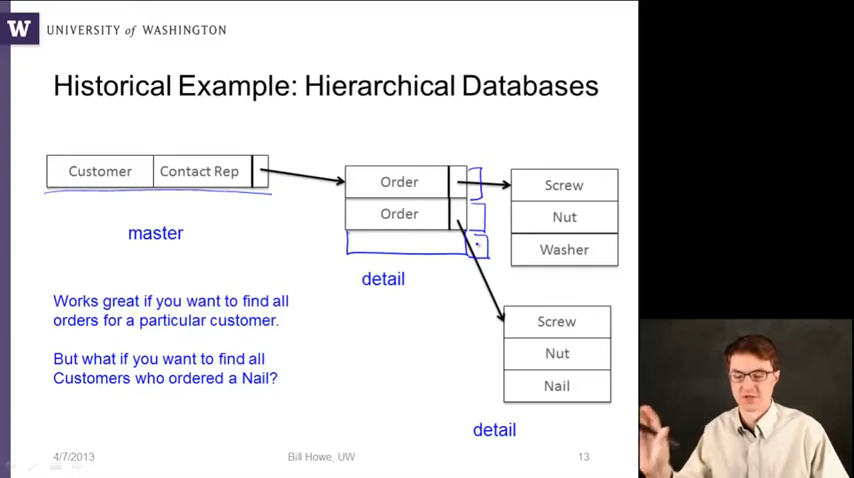 W
UNIVERSITY of WASHINGTON
Historical Example: Hierarchical Databases
Customer
Contact Rep
Order
Order
Screw
Nut
Washer
master
detail
Works great if you want to find all
orders for a particular customer.
But what if you want to find all
Customers who ordered a Nail?
Screw
Nut
Nail
detail
4/7/2013
Bill Howe, UW
13